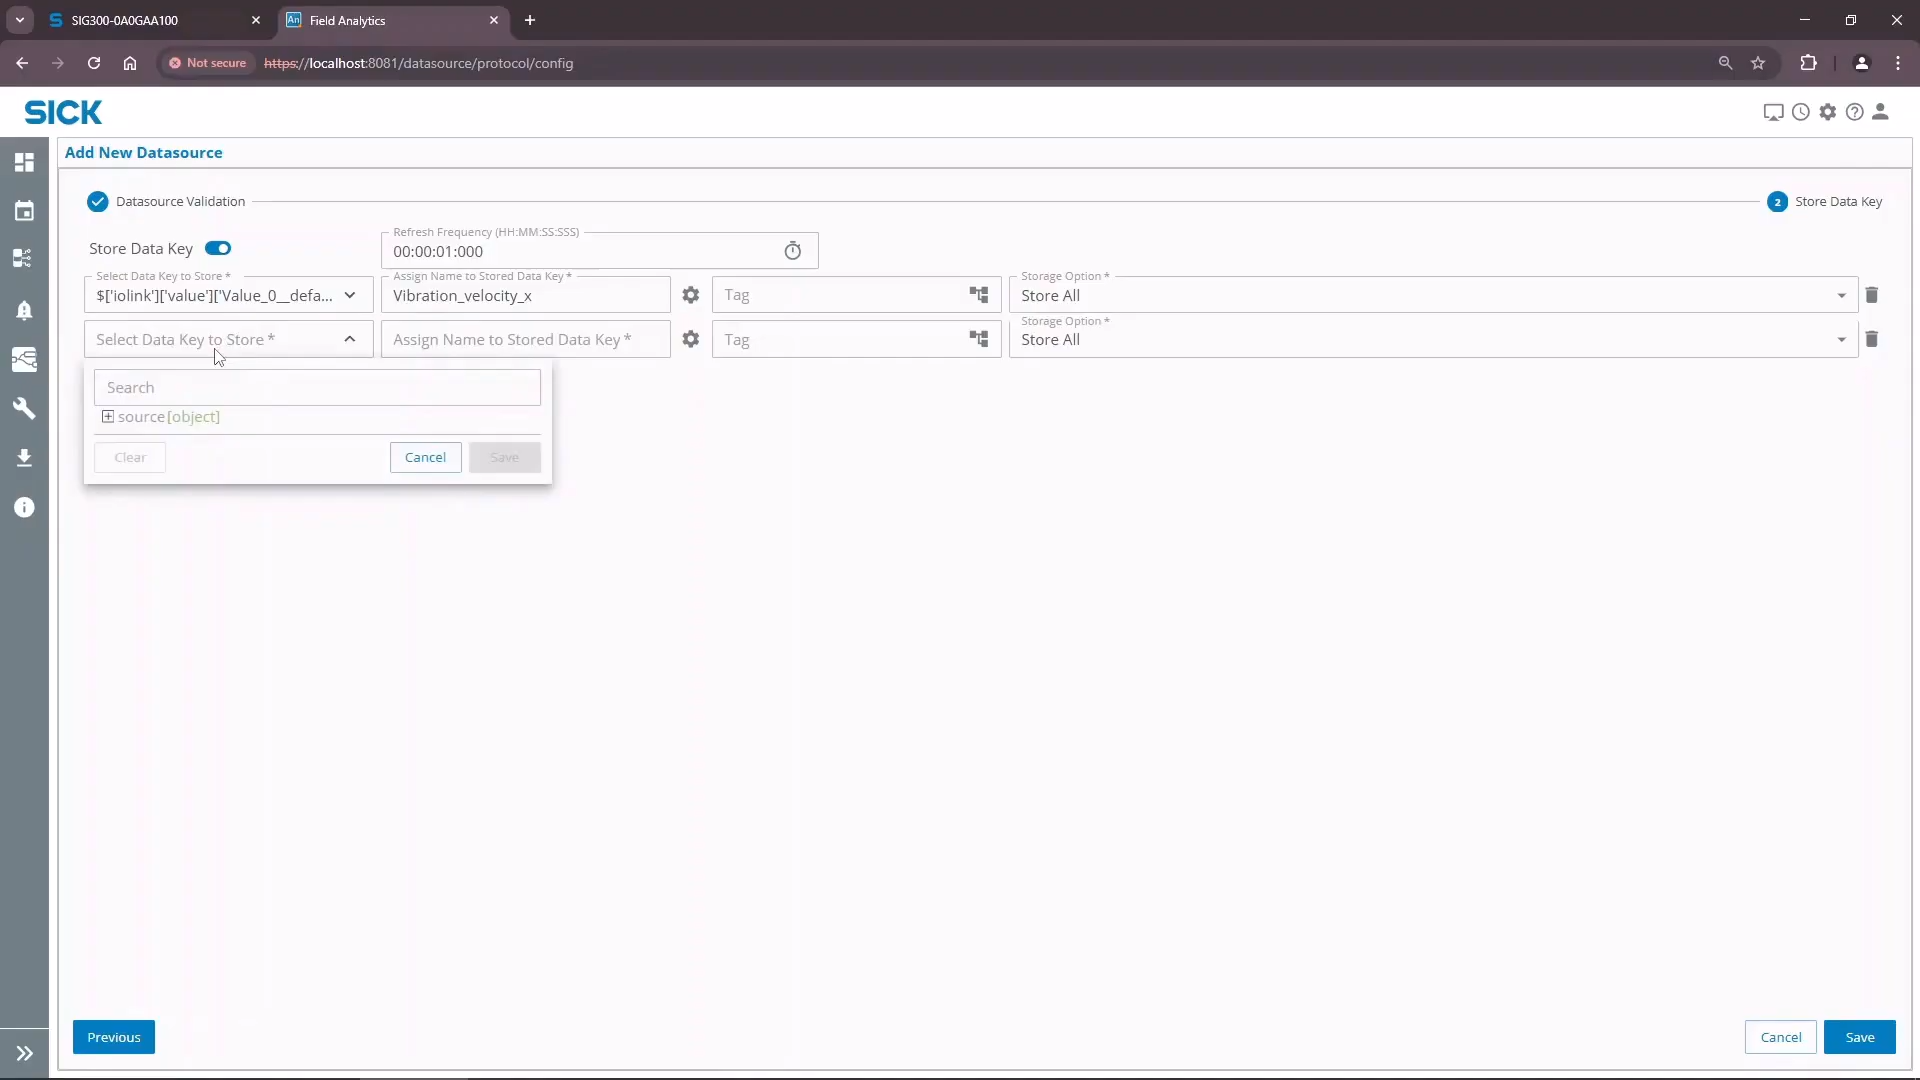 SIG300-0A0GAA100
An Field Analytics
Not secure https://localhost:8081/datasource/protocol/config
SICK
Add New Datasource
Datasource Validation
2 Store Data Key
Store Data Key
Refresh Frequency (HH:MM:SS:SSS)
00:00:01:000
Select Data Key to Store *
$['iolink']['value']['Value_0__defa...
Assign Name to Stored Data Key *
Vibration_velocity_x
Tag
Storage Option *
Store All
Select Data Key to Store *
Assign Name to Stored Data Key *
Tag
Storage Option *
Store All
Search
source[object]
Clear
Cancel
Save
Previous
Cancel
Save